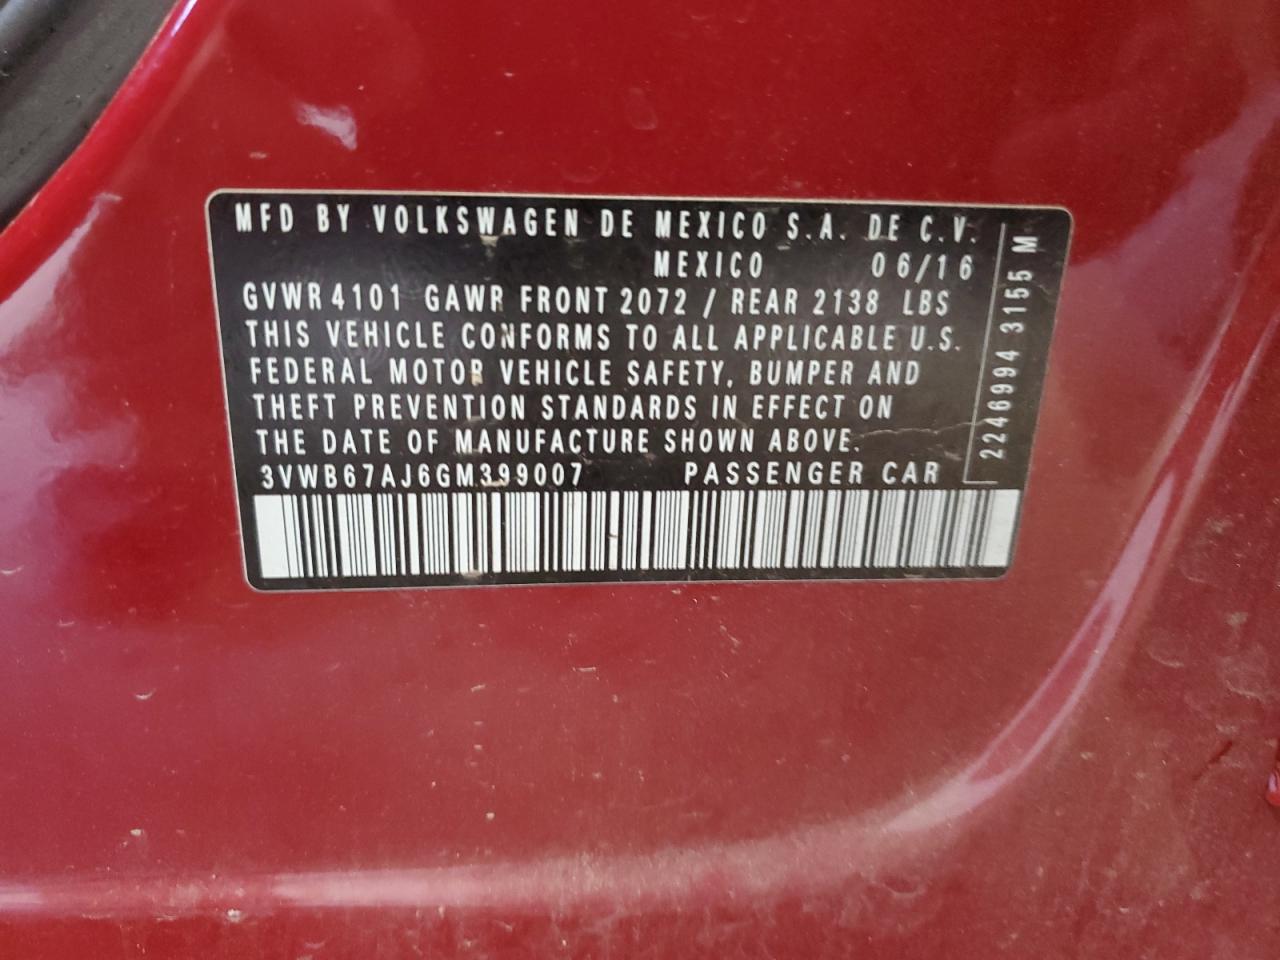 MFD BY VOLKSWAGEN DE MEXICO S.A. DE C.V.
MEXICO 06/16
GVWR 4101 GAWR FRONT 2072 / REAR 2138 LBS
THIS VEHICLE CONFORMS TO ALL APPLICABLE U.S.
FEDERAL MOTOR VEHICLE SAFETY, BUMPER AND
THEFT PREVENTION STANDARDS IN EFFECT ON
THE DATE OF MANUFACTURE SHOWN ABOVE.
3VWB67AJ6GM399007 PASSENGER CAR
2246994 3155 M